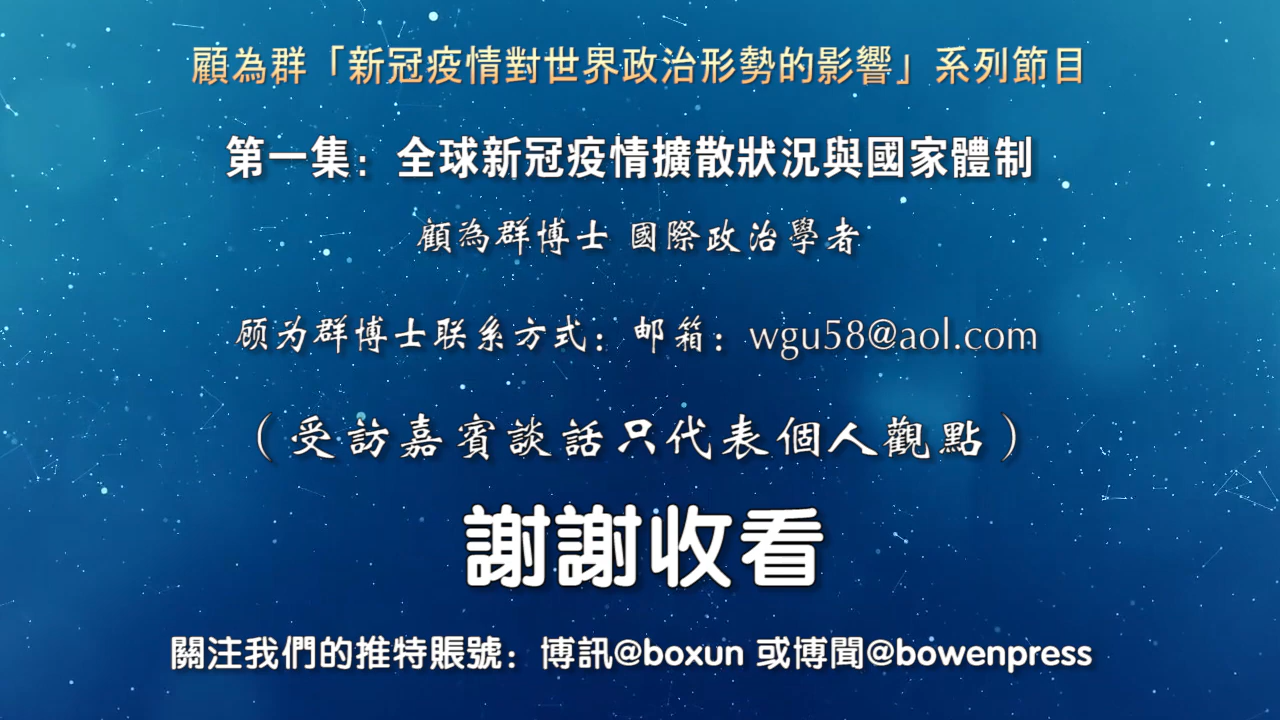 顧為群「新冠疫情對世界政治形勢的影響」系列節目
第一集：全球新冠疫情擴散狀況與國家體制
顧為群博士 國際政治學者
顾为群博士联系方式：邮箱：wgu58@aol.com
（受訪嘉賓談話只代表個人觀點）
謝謝收看
關注我們的推特賬號：博訊@boxun 或博聞@bowenpress